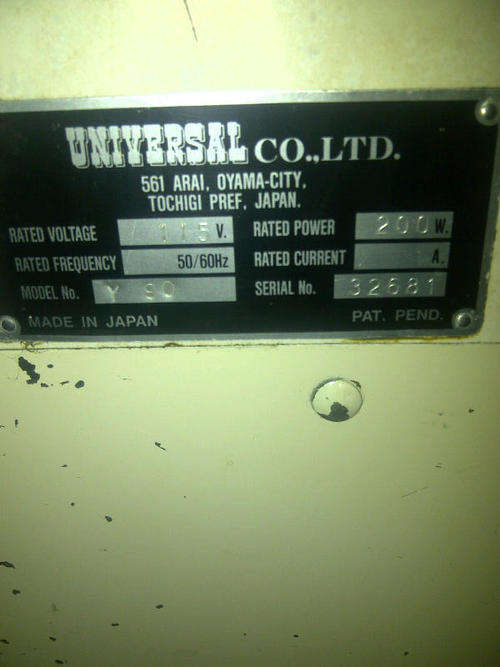 UNIVERSAL CO.,LTD.
561 ARAI, OYAMA-CITY,
TOCHIGI PREF, JAPAN.
RATED VOLTAGE 115 V. RATED POWER 200 W.
RATED FREQUENCY 50/60Hz RATED CURRENT A.
MODEL No. Y SO SERIAL No. 32681
MADE IN JAPAN PAT. PEND.